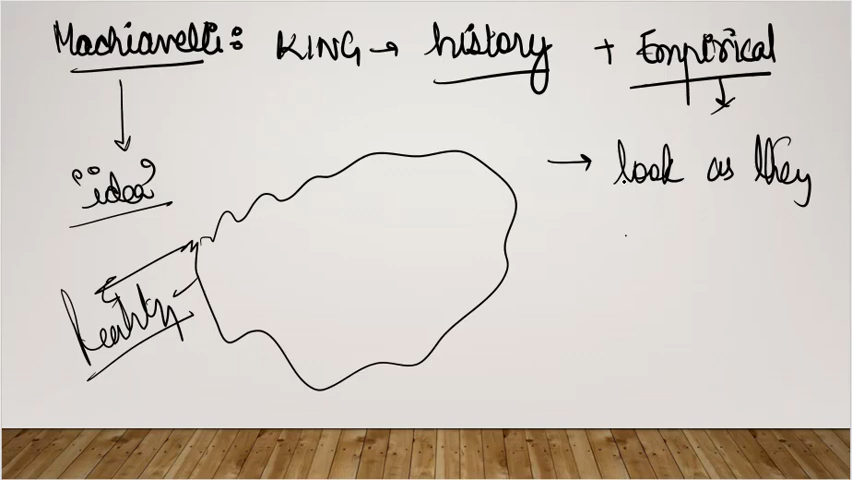 Machiavelli: KING → history + Empirical
→ look as they
"idea"
Reality